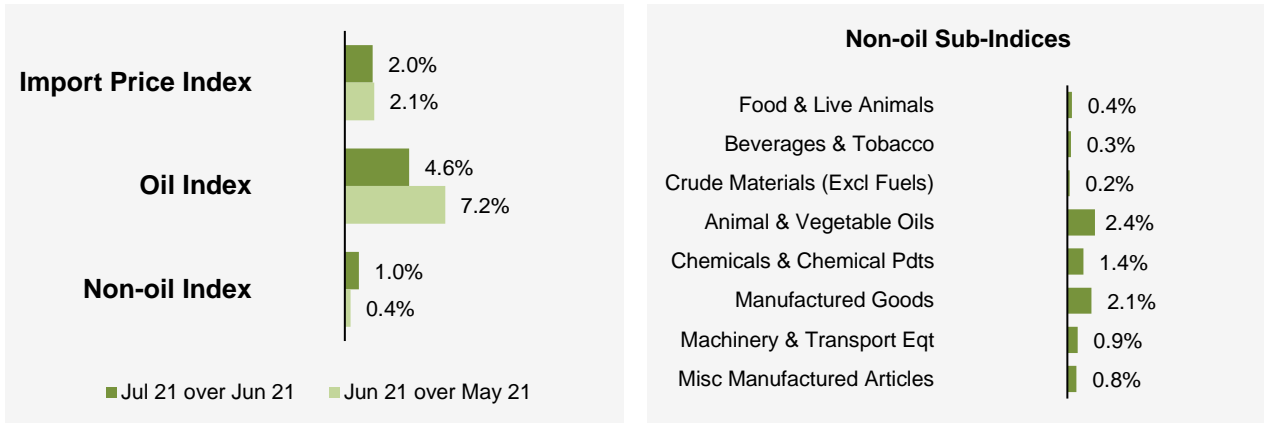 Import Price Index
2.0%
2.1%
Oil Index
4.6%
7.2%
Non-oil Index
1.0%
0.4%
Jul 21 over Jun 21
Jun 21 over May 21
Non-oil Sub-Indices
Food & Live Animals 0.4%
Beverages & Tobacco 0.3%
Crude Materials (Excl Fuels) 0.2%
Animal & Vegetable Oils 2.4%
Chemicals & Chemical Pdts 1.4%
Manufactured Goods 2.1%
Machinery & Transport Eqt 0.9%
Misc Manufactured Articles 0.8%